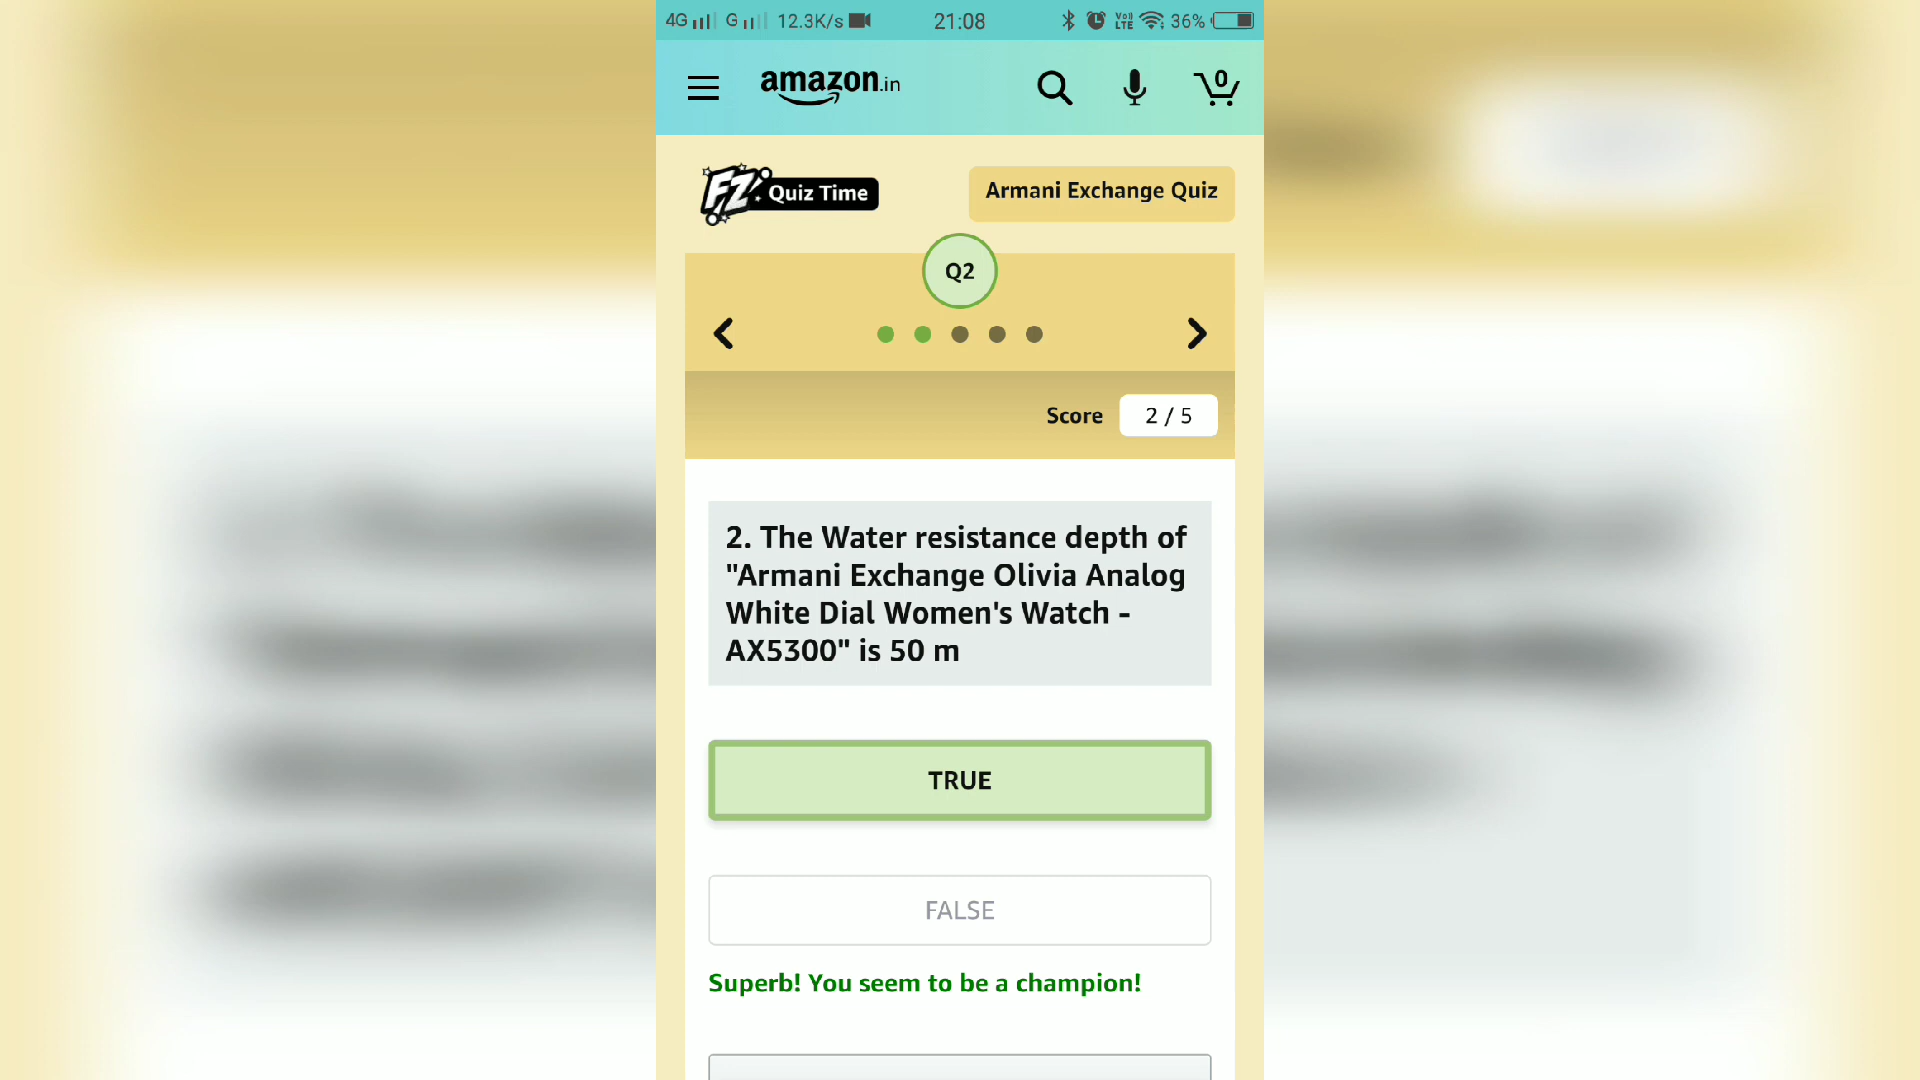 4G G 12.3K/s 21:08 VoLTE 36%
amazon.in 0
FZ Quiz Time Armani Exchange Quiz
Q2
Score 2 / 5
2. The Water resistance depth of
"Armani Exchange Olivia Analog
White Dial Women's Watch -
AX5300" is 50 m
TRUE
FALSE
Superb! You seem to be a champion!